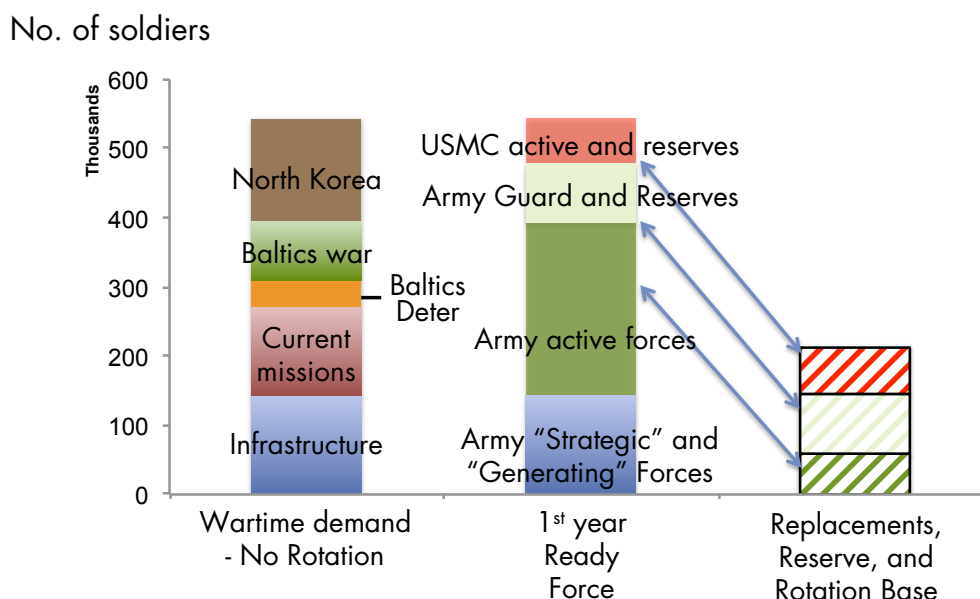 No. of soldiers
Thousands
600
500
400
300
200
100
0
North Korea
Baltics war
Baltics
Deter
Current
missions
Infrastructure
USMC active and reserves
Army Guard and Reserves
Army active forces
Army “Strategic” and
“Generating” Forces
Wartime demand
- No Rotation
1st year
Ready
Force
Replacements,
Reserve, and
Rotation Base